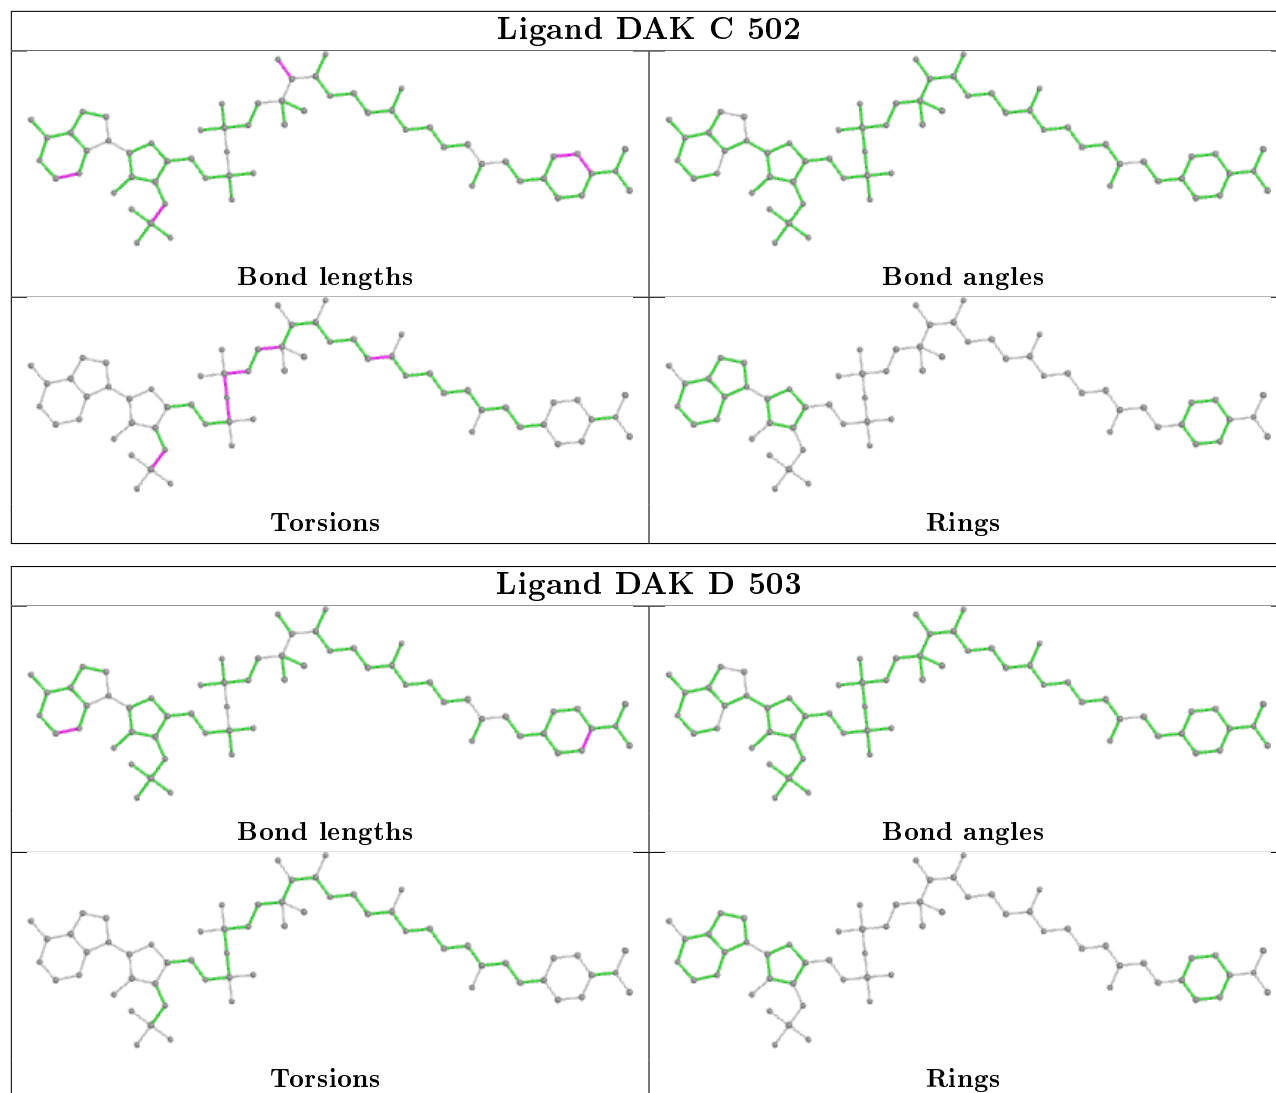 Ligand DAK C 502
Bond lengths
Bond angles
Torsions
Rings
Ligand DAK D 503
Bond lengths
Bond angles
Torsions
Rings